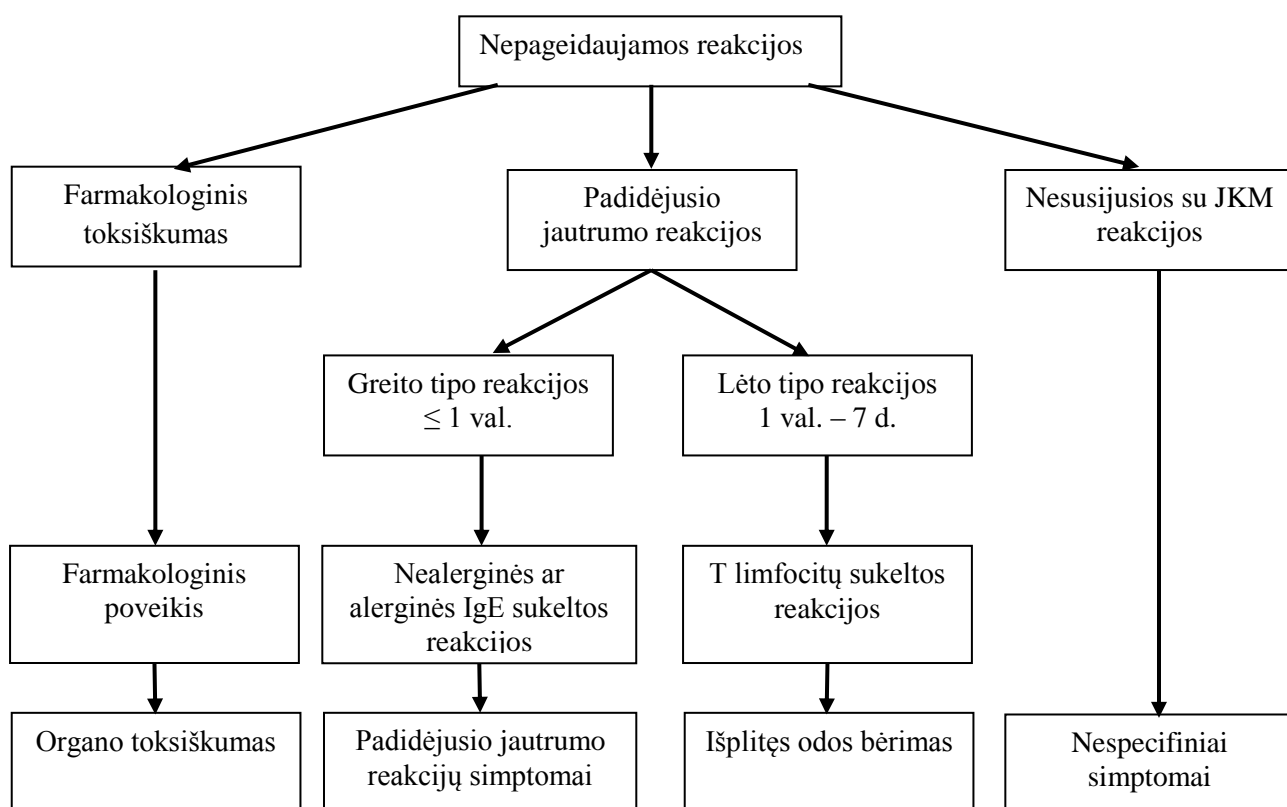 Nepageidaujamos reakcijos
Farmakologinis
toksiškumas
Padidėjusio
jautrumo reakcijos
Nesusijusios su JKM
reakcijos
Greito tipo reakcijos
≤ 1 val.
Lėto tipo reakcijos
1 val. – 7 d.
Farmakologinis
poveikis
Nealerginės ar
alerginės IgE sukeltos
reakcijos
T limfocitų sukeltos
reakcijos
Organo toksiškumas
Padidėjusio jautrumo
reakcijų simptomai
Išplitęs odos bėrimas
Nespecifiniai
simptomai